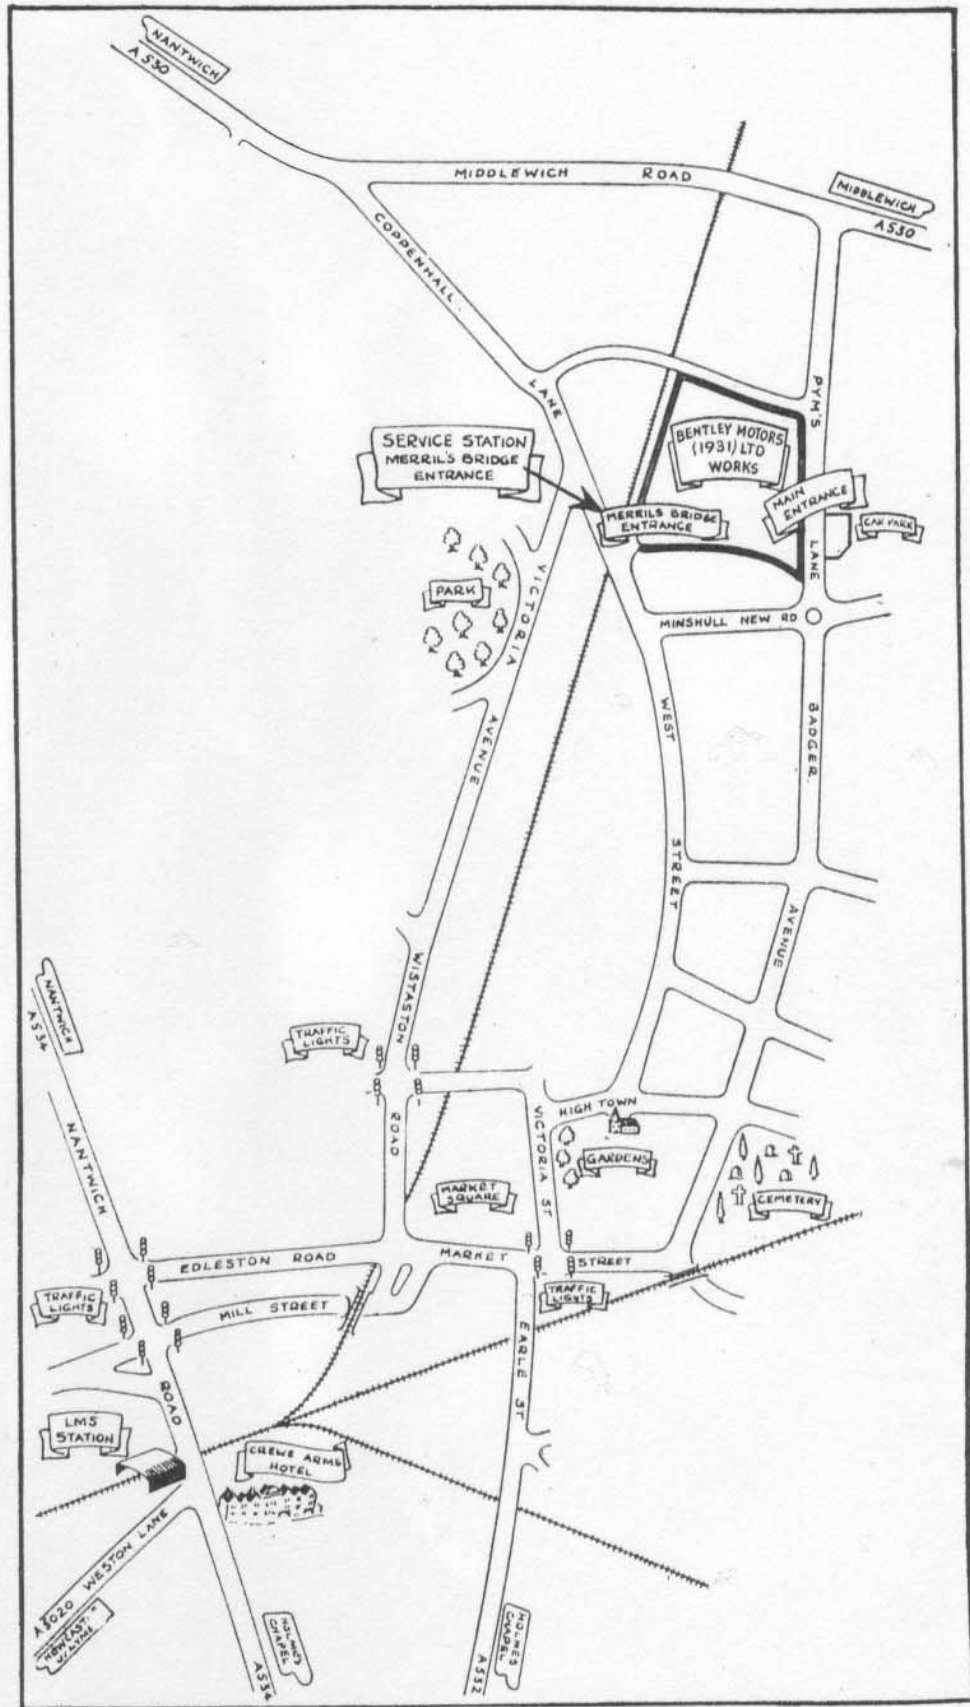 NANTWICH
A 530
MIDDLEWICH ROAD
MIDDLEWICH
A530
COPPENHALL
LANE
PYM'S
LANE
SERVICE STATION
MERRIL'S BRIDGE
ENTRANCE
BENTLEY MOTORS
(1931) LTD
WORKS
MAIN
ENTRANCE
CAR PARK
MERRILS BRIDGE
ENTRANCE
PARK
VICTORIA
AVENUE
MINSHULL NEW RD
WEST
STREET
BADGER
AVENUE
WISTASTON
ROAD
TRAFFIC
LIGHTS
NANTWICH
A534
NANTWICH
ROAD
HIGH TOWN
VICTORIA ST
GARDENS
MARKET
SQUARE
CEMETERY
EDLESTON ROAD
MARKET
STREET
TRAFFIC
LIGHTS
MILL STREET
TRAFFIC
LIGHTS
EARLE ST
LMS
STATION
CREWE ARMS
HOTEL
A5020 WESTON LANE
NEWCASTLE
U/LYME
HOLMES
CHAPEL
A534
HOLMES
CHAPEL
A532